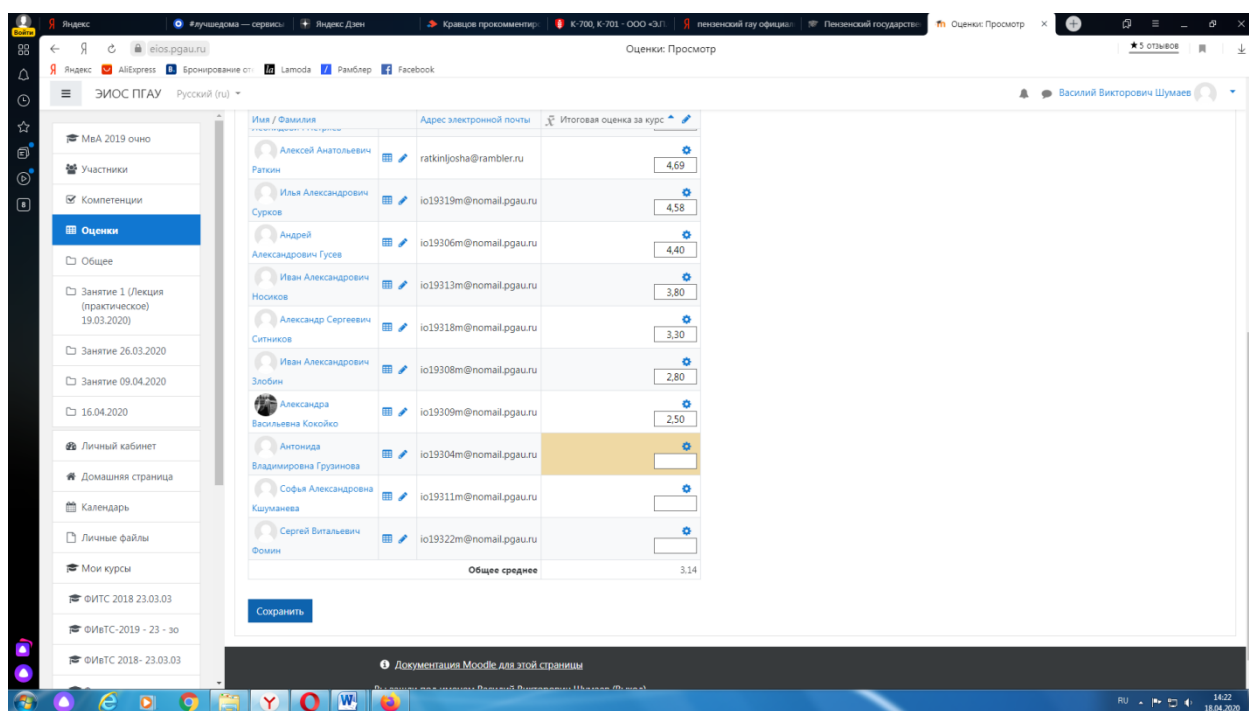 Яндекс
#лучшедома — сервисы
Яндекс Дзен
Кравцов прокомментир
К-700, К-701 - ООО «Э.П.
пензенский гау официал
Пензенский государстве
Оценки: Просмотр
Войти
eios.pgau.ru
Оценки: Просмотр
★5 отзывов
Яндекс
AliExpress
Бронирование от
Lamoda
Рамблер
Facebook
ЭИОС ПГАУ
Русский (ru)
Василий Викторович Шумаев
МвА 2019 очно
Участники
Компетенции
Оценки
Общее
Занятие 1 (Лекция
(практическое)
19.03.2020)
Занятие 26.03.2020
Занятие 09.04.2020
16.04.2020
Личный кабинет
Домашняя страница
Календарь
Личные файлы
Мои курсы
ФИТС 2018 23.03.03
ФИвТС-2019 - 23 - зо
ФИвТС 2018- 23.03.03
Имя / Фамилия
Адрес электронной почты
Итоговая оценка за курс
Алексей Анатольевич
Раткин
ratkinljosha@rambler.ru
4,69
Илья Александрович
Сурков
io19319m@nomail.pgau.ru
4,58
Андрей
Александрович Гусев
io19306m@nomail.pgau.ru
4,40
Иван Александрович
Носиков
io19313m@nomail.pgau.ru
3,80
Александр Сергеевич
Ситников
io19318m@nomail.pgau.ru
3,30
Иван Александрович
Злобин
io19308m@nomail.pgau.ru
2,80
Александра
Васильевна Кокойко
io19309m@nomail.pgau.ru
2,50
Антонида
Владимировна Грузинова
io19304m@nomail.pgau.ru
Софья Александровна
Кшуманева
io19311m@nomail.pgau.ru
Сергей Витальевич
Фомин
io19322m@nomail.pgau.ru
Общее среднее
3.14
Сохранить
Документация Moodle для этой страницы
Вы зашли под именем Василий Викторович Шумаев (Выход)
RU
14:22
18.04.2020